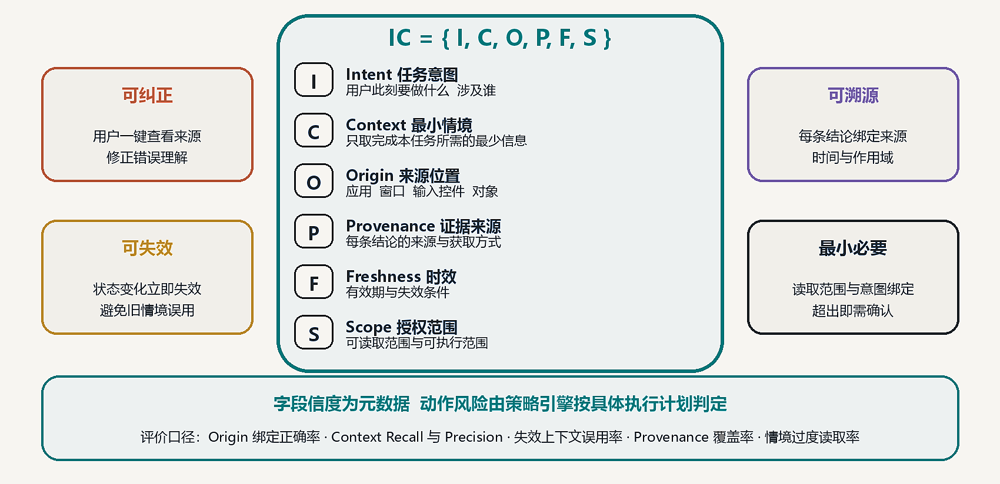 IC = { I, C, O, P, F, S }
I
Intent 任务意图
用户此刻要做什么 涉及谁
C
Context 最小情境
只取完成本任务所需的最少信息
O
Origin 来源位置
应用 窗口 输入控件 对象
P
Provenance 证据来源
每条结论的来源与获取方式
F
Freshness 时效
有效期与失效条件
S
Scope 授权范围
可读取范围与可执行范围
可纠正
用户一键查看来源
修正错误理解
可失效
状态变化立即失效
避免旧情境误用
可溯源
每条结论绑定来源
时间与作用域
最小必要
读取范围与意图绑定
超出即需确认
字段信度为元数据 动作风险由策略引擎按具体执行计划判定
评价口径：Origin 绑定正确率 · Context Recall 与 Precision · 失效上下文误用率 · Provenance 覆盖率 · 情境过度读取率